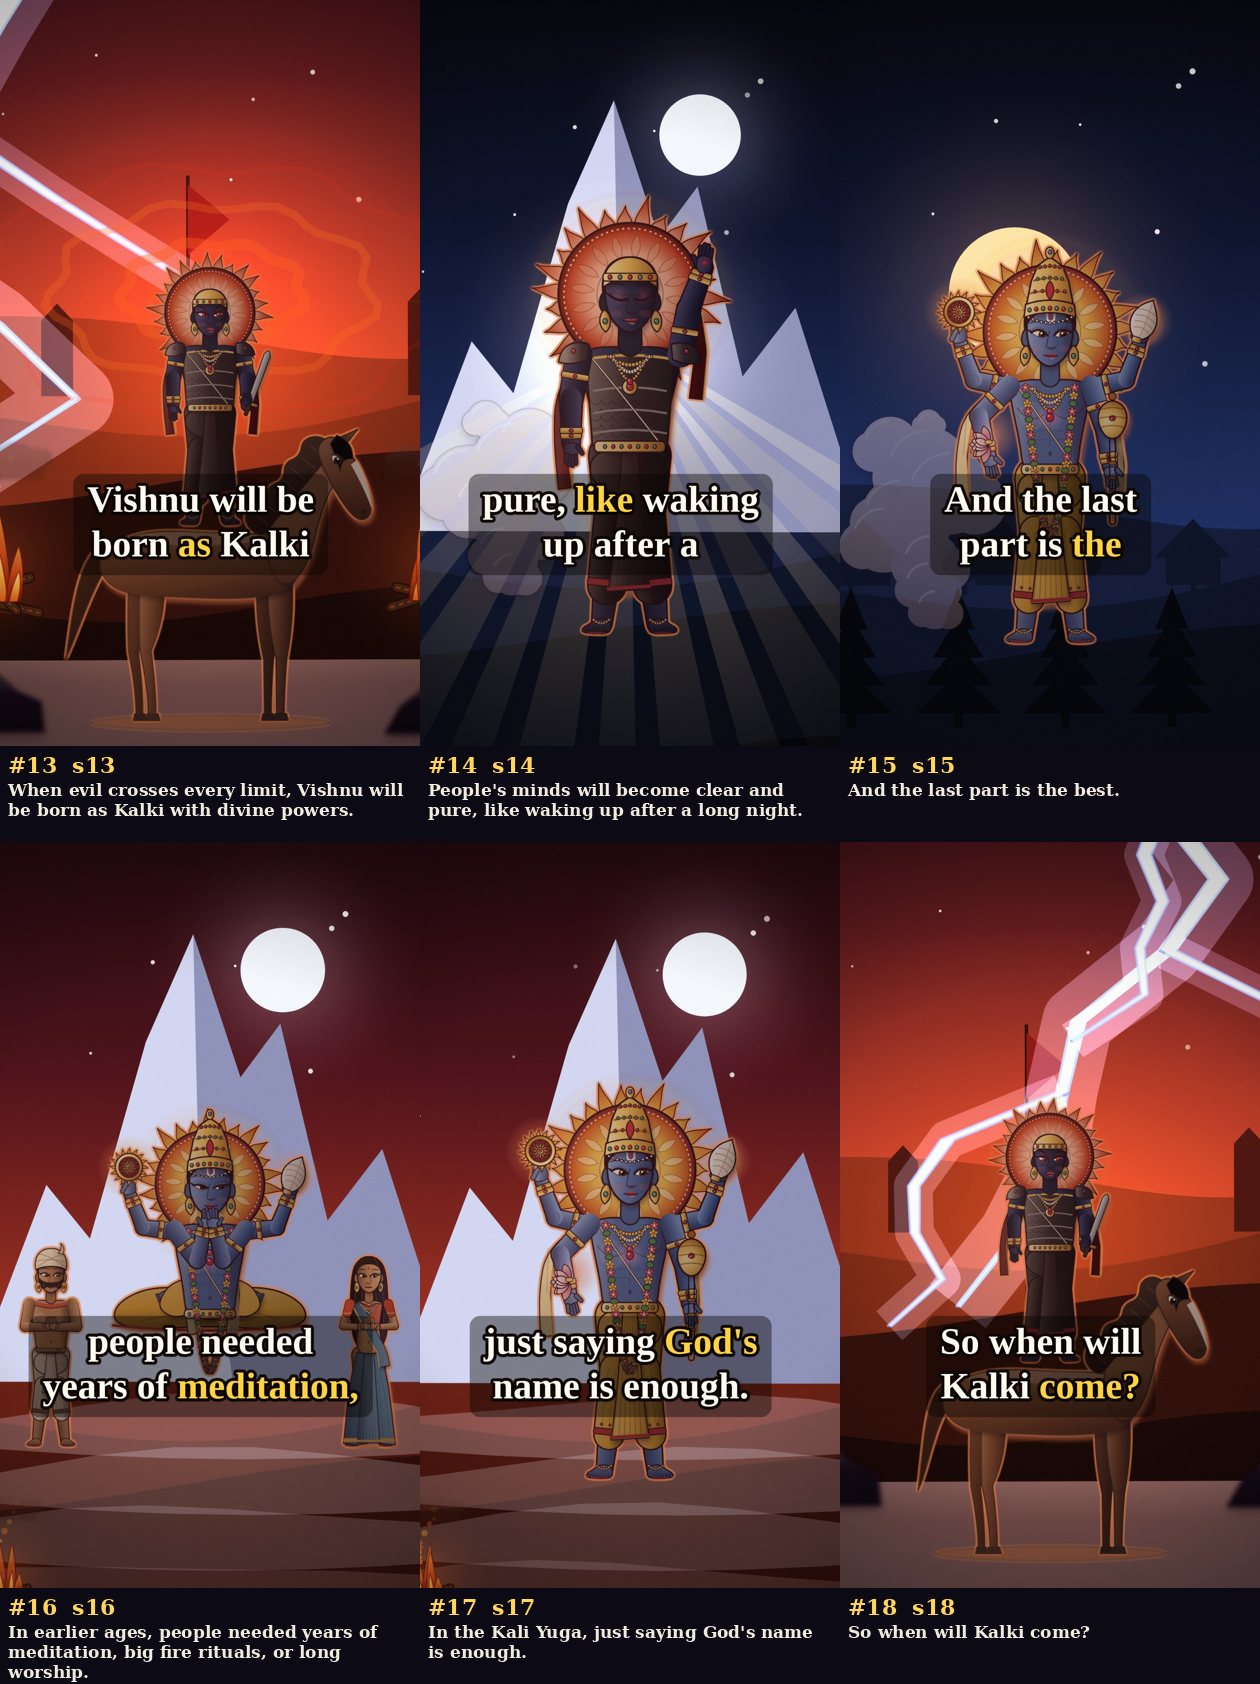 Vishnu will be
born as Kalki
pure, like waking
up after a
And the last
part is the
#13 s13
When evil crosses every limit, Vishnu will
be born as Kalki with divine powers.
#14 s14
People's minds will become clear and
pure, like waking up after a long night.
#15 s15
And the last part is the best.
people needed
years of meditation,
just saying God's
name is enough.
So when will
Kalki come?
#16 s16
In earlier ages, people needed years of
meditation, big fire rituals, or long
worship.
#17 s17
In the Kali Yuga, just saying God's name
is enough.
#18 s18
So when will Kalki come?